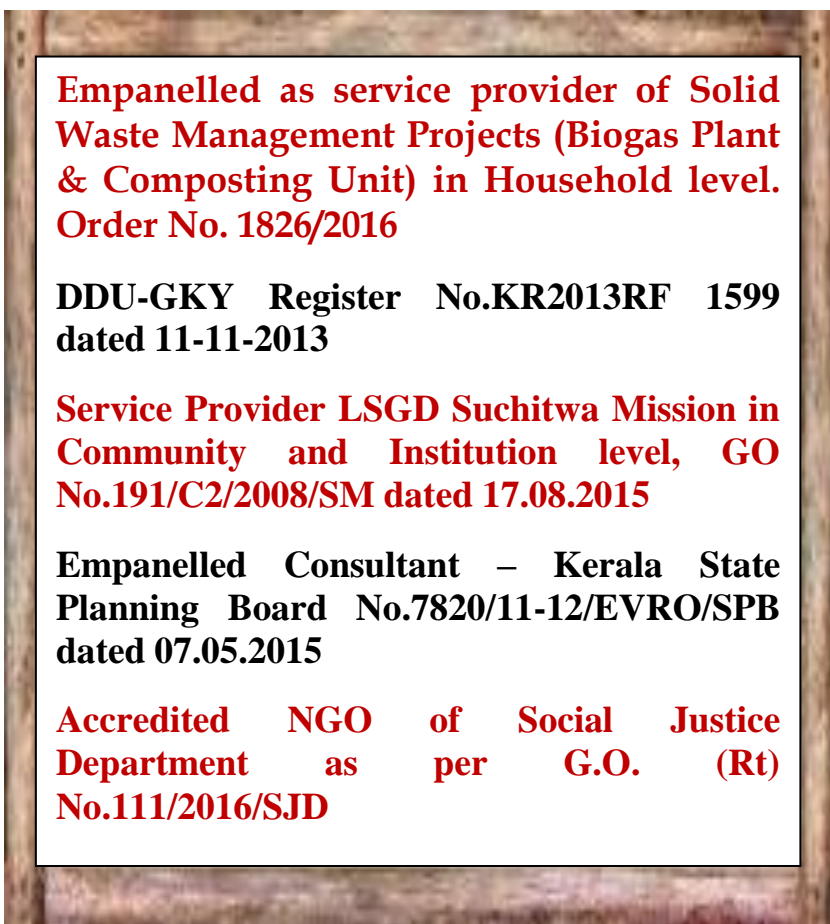 Empanelled as service provider of Solid
Waste Management Projects (Biogas Plant
& Composting Unit) in Household level.
Order No. 1826/2016
DDU-GKY Register No.KR2013RF 1599
dated 11-11-2013
Service Provider LSGD Suchitwa Mission in
Community and Institution level, GO
No.191/C2/2008/SM dated 17.08.2015
Empanelled Consultant – Kerala State
Planning Board No.7820/11-12/EVRO/SPB
dated 07.05.2015
Accredited NGO of Social Justice
Department as per G.O. (Rt)
No.111/2016/SJD